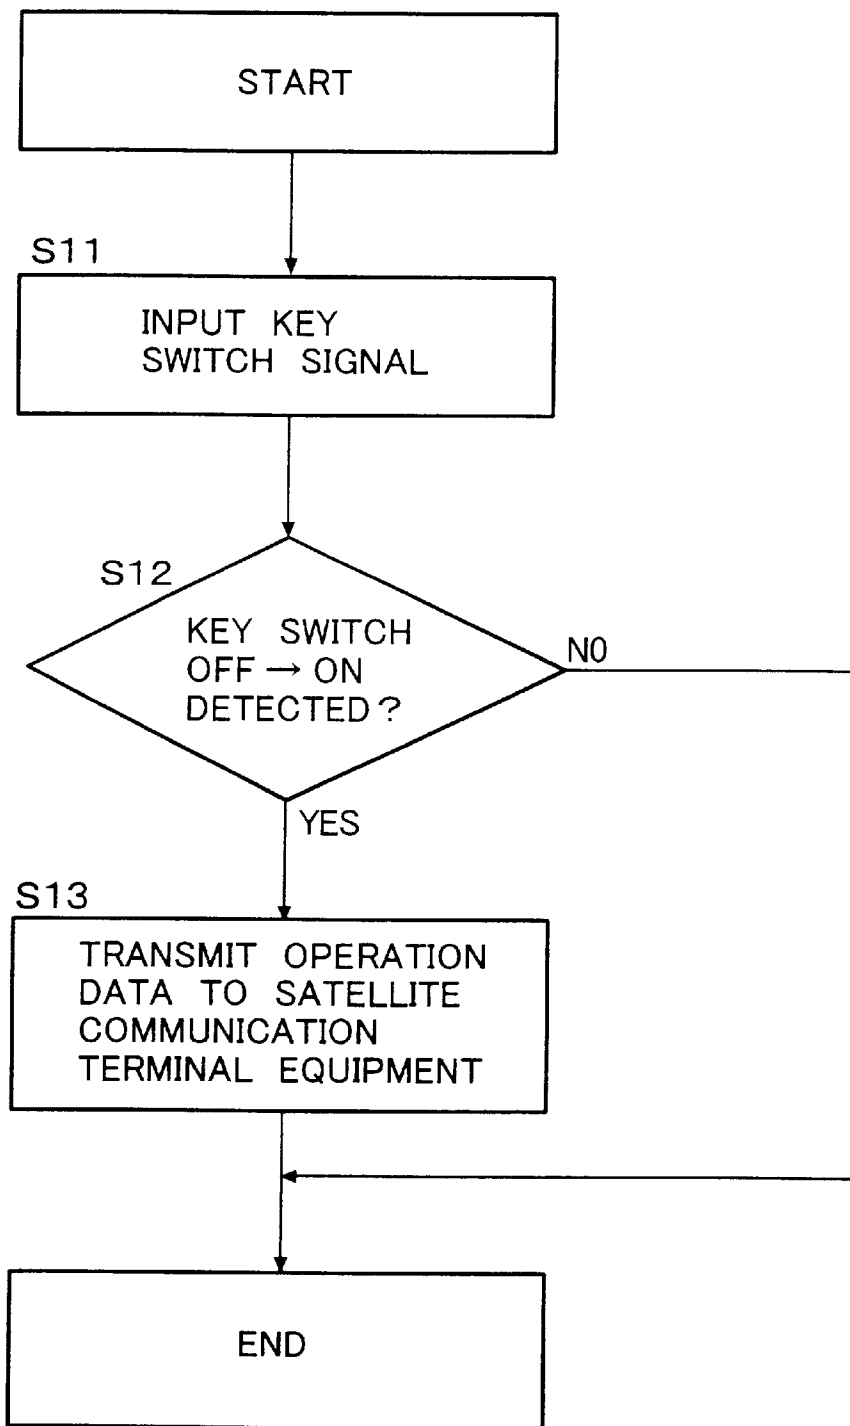 START
S11
INPUT KEY
SWITCH SIGNAL
S12
KEY SWITCH
OFF → ON
DETECTED?
NO
YES
S13
TRANSMIT OPERATION
DATA TO SATELLITE
COMMUNICATION
TERMINAL EQUIPMENT
END